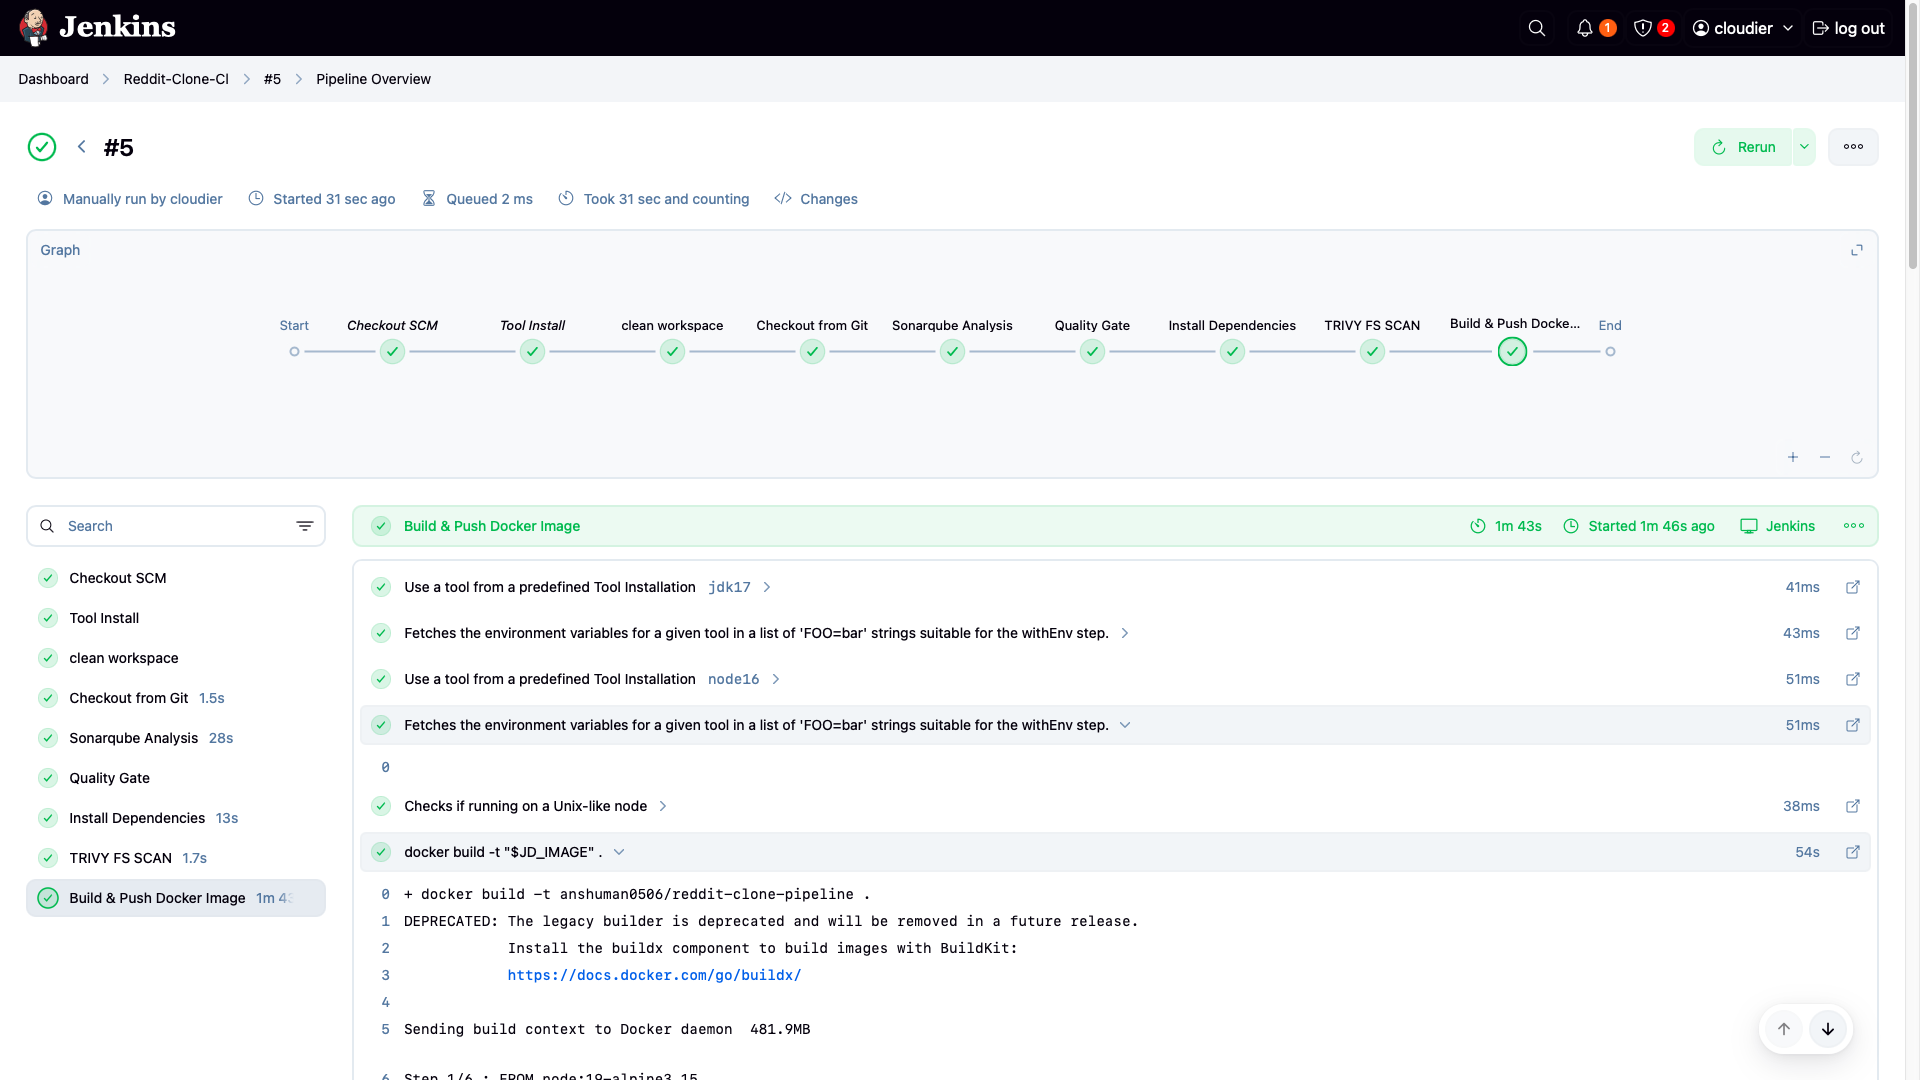 Jenkins
1
2
cloudier
log out
Dashboard
Reddit-Clone-CI
#5
Pipeline Overview
#5
Rerun
Manually run by cloudier
Started 31 sec ago
Queued 2 ms
Took 31 sec and counting
Changes
Graph
Start
Checkout SCM
Tool Install
clean workspace
Checkout from Git
Sonarqube Analysis
Quality Gate
Install Dependencies
TRIVY FS SCAN
Build & Push Docke...
End
Search
Checkout SCM
Tool Install
clean workspace
Checkout from Git 1.5s
Sonarqube Analysis 28s
Quality Gate
Install Dependencies 13s
TRIVY FS SCAN 1.7s
Build & Push Docker Image 1m 43
Build & Push Docker Image
1m 43s
Started 1m 46s ago
Jenkins
Use a tool from a predefined Tool Installation jdk17
41ms
Fetches the environment variables for a given tool in a list of 'FOO=bar' strings suitable for the withEnv step.
43ms
Use a tool from a predefined Tool Installation node16
51ms
Fetches the environment variables for a given tool in a list of 'FOO=bar' strings suitable for the withEnv step.
51ms
0
Checks if running on a Unix-like node
38ms
docker build -t "$JD_IMAGE" .
54s
0 + docker build -t anshuman0506/reddit-clone-pipeline .
1 DEPRECATED: The legacy builder is deprecated and will be removed in a future release.
2 Install the buildx component to build images with BuildKit:
3 https://docs.docker.com/go/buildx/
4
5 Sending build context to Docker daemon 481.9MB
6 Step 1/6 : FROM node:19-alpine3.15